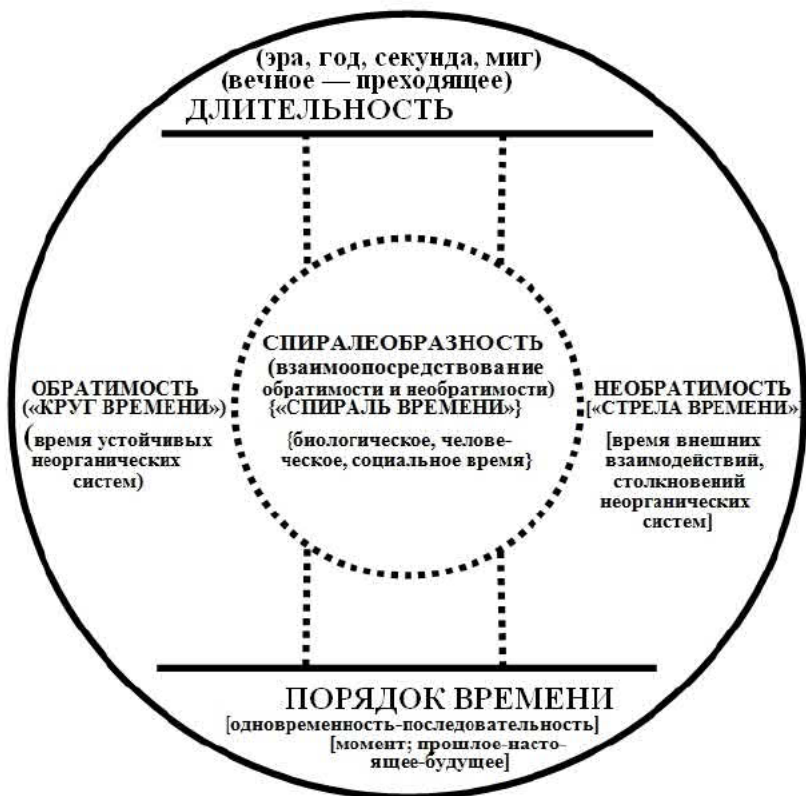 (эра, год, секунда, миг)
(вечное — преходящее)
ДЛИТЕЛЬНОСТЬ
СПИРАЛЕОБРАЗНОСТЬ
(взаимоопосредствование
обратимости и необратимости)
{«СПИРАЛЬ ВРЕМЕНИ»}
{биологическое, челове-
ческое, социальное время}
ОБРАТИМОСТЬ
(«КРУГ ВРЕМЕНИ»)
(время устойчивых
неорганических
систем)
НЕОБРАТИМОСТЬ
[«СТРЕЛА ВРЕМЕНИ»]
[время внешних
взаимодействий,
столкновений
неорганических
систем]
ПОРЯДОК ВРЕМЕНИ
[одновременность-последовательность]
[момент; прошлое-насто-
ящее-будущее]